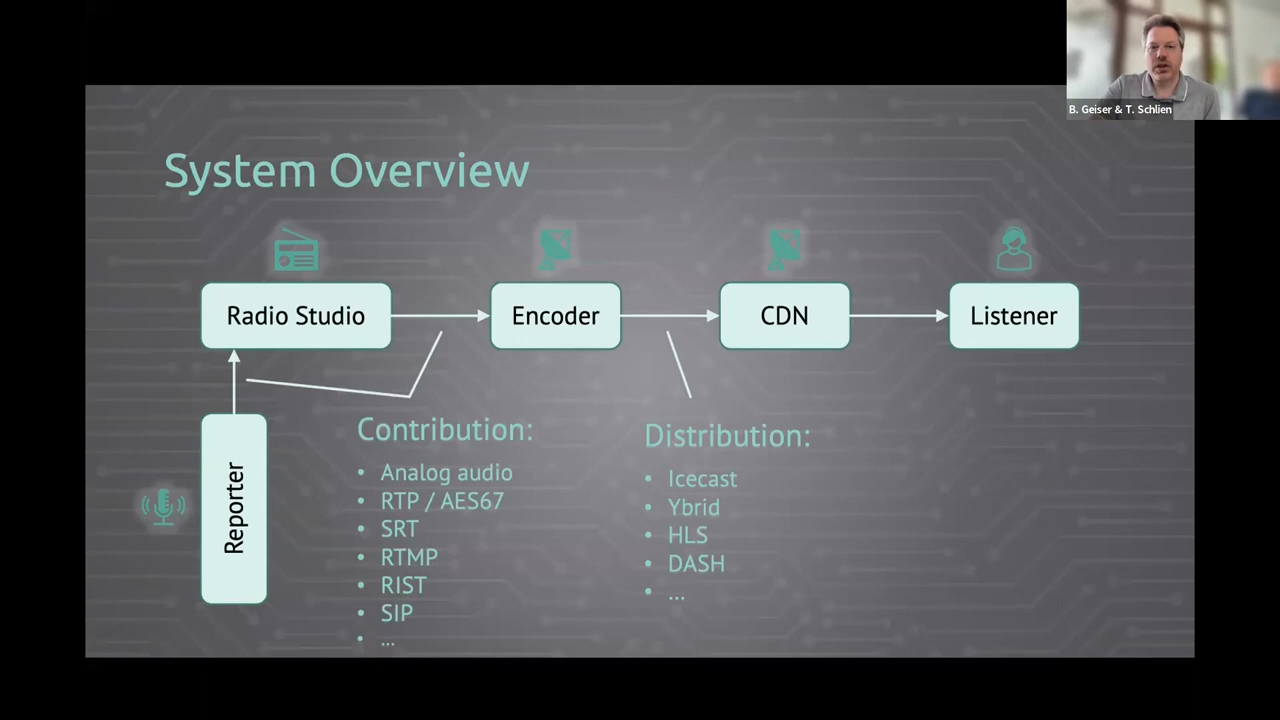 B. Geiser & T. Schlien
System Overview
Radio Studio
Encoder
CDN
Listener
Reporter
Contribution:
• Analog audio
• RTP / AES67
• SRT
• RTMP
• RIST
• SIP
• ...
Distribution:
• Icecast
• Ybrid
• HLS
• DASH
• ...